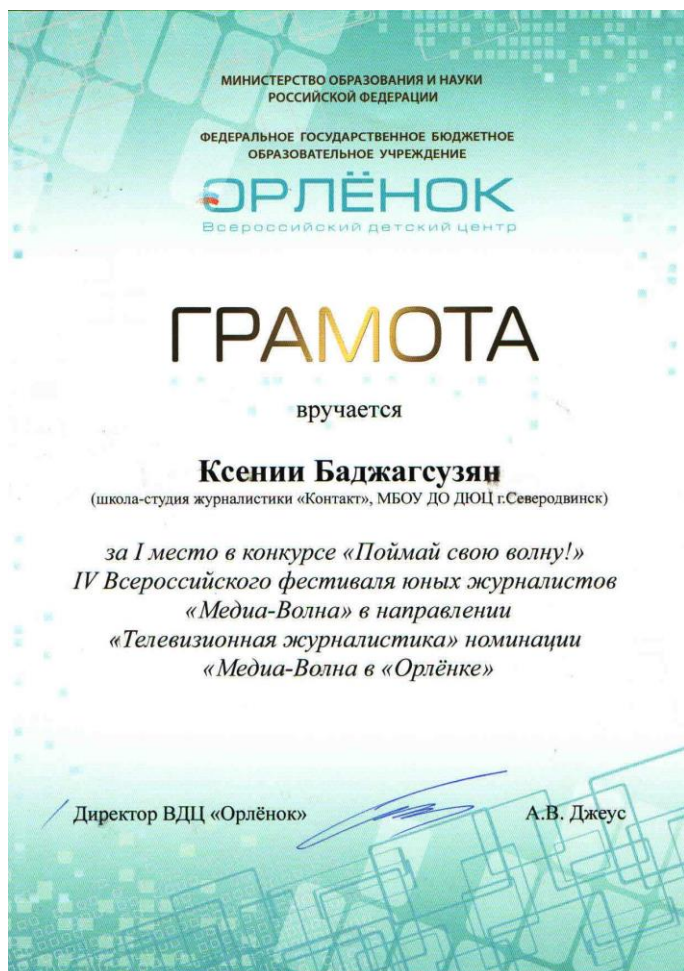 МИНИСТЕРСТВО ОБРАЗОВАНИЯ И НАУКИ
РОССИЙСКОЙ ФЕДЕРАЦИИ
ФЕДЕРАЛЬНОЕ ГОСУДАРСТВЕННОЕ БЮДЖЕТНОЕ
ОБРАЗОВАТЕЛЬНОЕ УЧРЕЖДЕНИЕ
ОРЛЁНОК
Всероссийский детский центр
ГРАМОТА
вручается
Ксении Баджагсузян
(школа-студия журналистики «Контакт», МБОУ ДО ДЮЦ г.Северодвинск)
за I место в конкурсе «Поймай свою волну!»
IV Всероссийского фестиваля юных журналистов
«Медиа-Волна» в направлении
«Телевизионная журналистика» номинации
«Медиа-Волна в «Орлёнке»
Директор ВДЦ «Орлёнок» А.В. Джеус